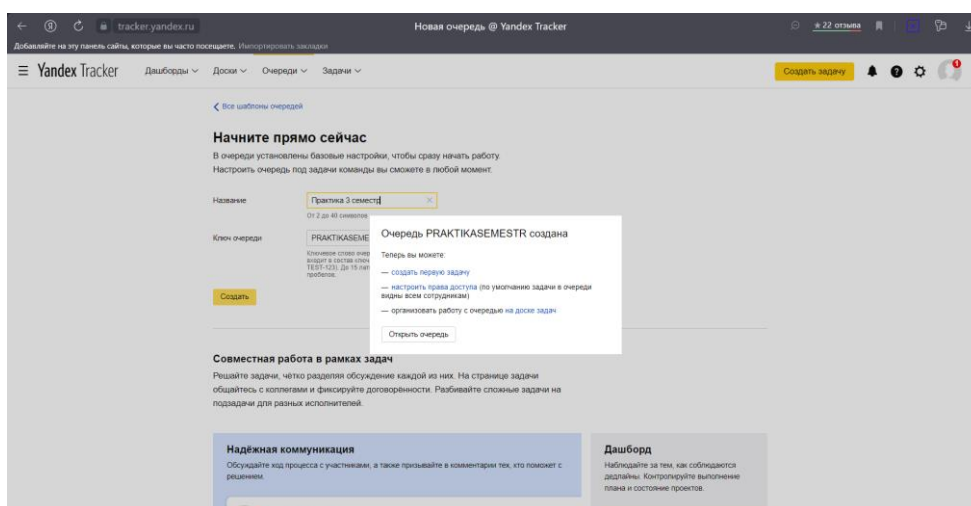 tracker.yandex.ru
Новая очередь @ Yandex Tracker
★ 22 отзыва
Добавляйте на эту панель сайты, которые вы часто посещаете. Импортировать закладки
Yandex Tracker
Дашборды
Доски
Очереди
Задачи
Создать задачу
Все шаблоны очередей
Начните прямо сейчас
В очереди установлены базовые настройки, чтобы сразу начать работу.
Настроить очередь под задачи команды вы сможете в любой момент.
Название
Практика 3 семестр
От 2 до 40 символов
Ключ очереди
PRAKTIKASEME
Ключевое слово
TEST-123). До 15
пробелов.
Создать
Очередь PRAKTIKASEMESTR создана
Теперь вы можете:
— создать первую задачу
— настроить права доступа (по умолчанию задачи в очереди
видны всем сотрудникам)
— организовать работу с очередью на доске задач
Открыть очередь
Совместная работа в рамках задач
Решайте задачи, чётко разделяя обсуждение каждой из них. На странице задачи
общайтесь с коллегами и фиксируйте договорённости. Разбивайте сложные задачи на
подзадачи для разных исполнителей.
Надёжная коммуникация
Обсуждайте ход процесса с участниками, а также призывайте в комментарии тех, кто поможет с
решением.
Дашборд
Наблюдайте за тем, как соблюдаются
дедлайны. Контролируйте выполнение
плана и состояние проектов.